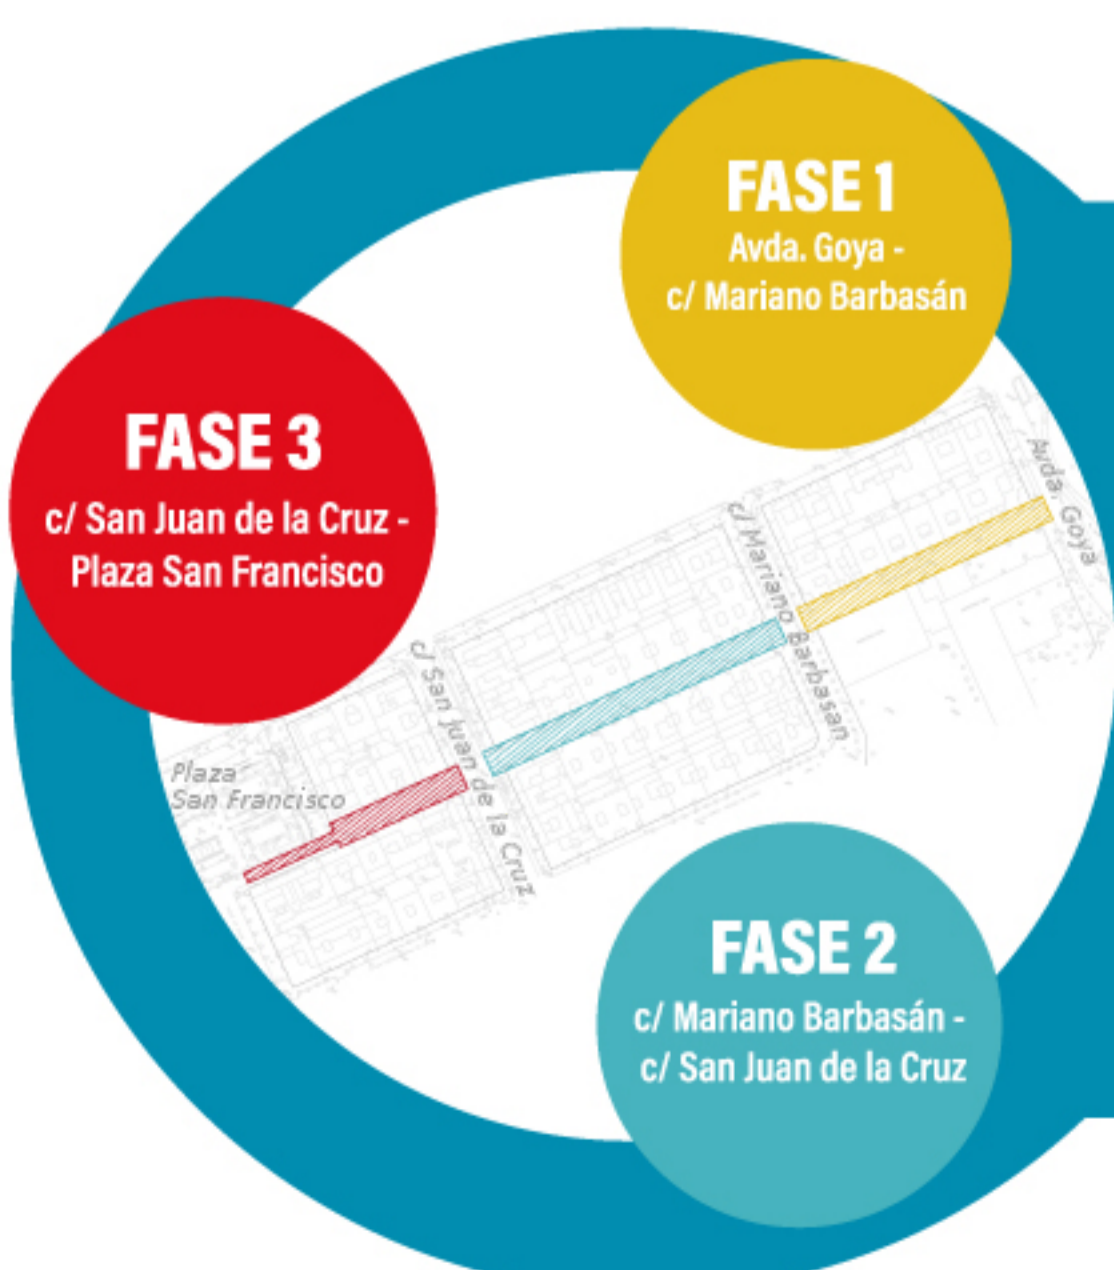 FASE 1
Avda. Goya -
c/ Mariano Barbasán
FASE 3
c/ San Juan de la Cruz -
Plaza San Francisco
Avda. Goya
c/ Mariano Barbasan
c/ San Juan de la Cruz
Plaza
San Francisco
FASE 2
c/ Mariano Barbasán -
c/ San Juan de la Cruz